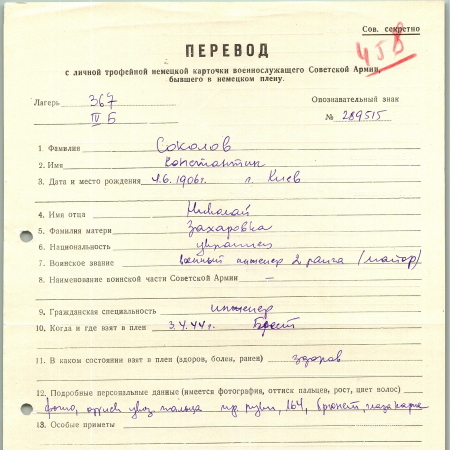 Сов. секретно
458
ПЕРЕВОД
с личной трофейной немецкой карточки военнослужащего Советской Армии,
бывшего в немецком плену.
Лагерь 367 Опознавательный знак
IV Б № 289515
1. Фамилия Соколов
2. Имя Константин
3. Дата и место рождения 4.6.1906г. г. Киев
4. Имя отца Николай
5. Фамилия матери Захаровка
6. Национальность украинец
7. Воинское звание военный инженер 2 ранга (майор)
8. Наименование воинской части Советской Армии —
9. Гражданская специальность инженер
10. Когда и где взят в плен 3.4.44г. Брест
11. В каком состоянии взят в плен (здоров, болен, ранен) здоров
12. Подробные персональные данные (имеется фотография, оттиск пальцев, рост, цвет волос)
фото, оттиск указ. пальца пр. руки, 164, брюнет, глаза карие
13. Особые приметы —